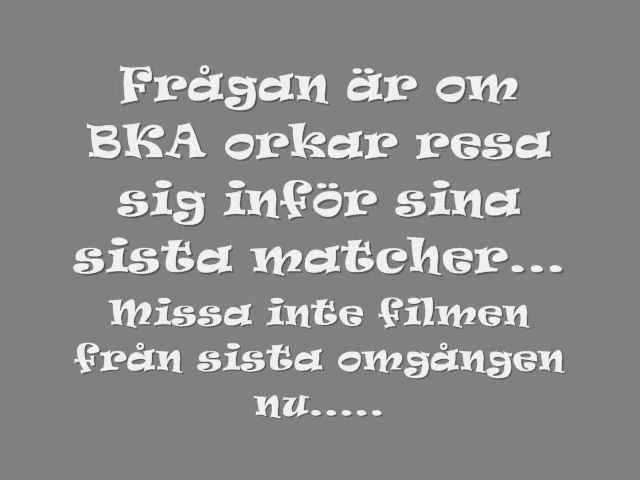 Frågan är om
BKA orkar resa
sig inför sina
sista matcher...
Missa inte filmen
från sista omgången
nu.....